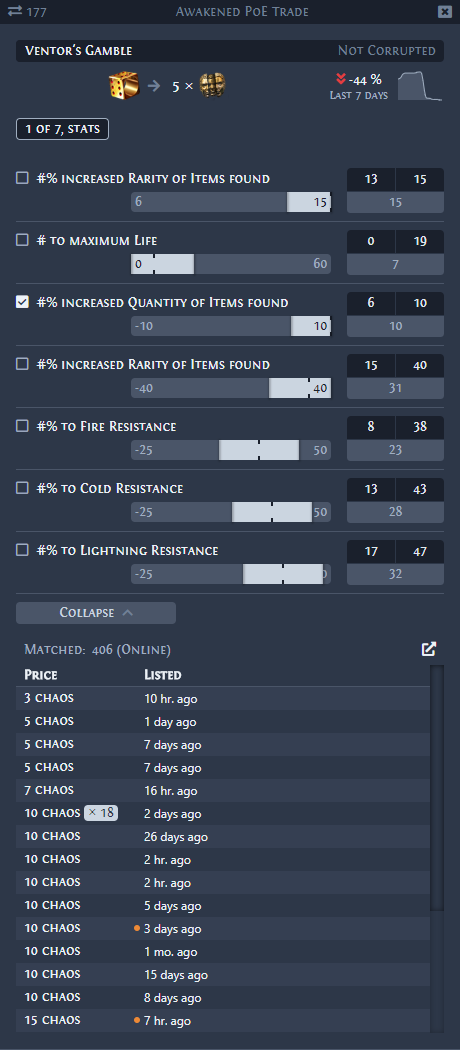 177 Awakened PoE Trade
Ventor's Gamble Not Corrupted
5 × -44 %
Last 7 days
1 of 7, stats
#% increased Rarity of Items found 13 15
6 15 15
# to maximum Life 0 19
0 60 7
#% increased Quantity of Items found 6 10
-10 10 10
#% increased Rarity of Items found 15 40
-40 40 31
#% to Fire Resistance 8 38
-25 50 23
#% to Cold Resistance 13 43
-25 50 28
#% to Lightning Resistance 17 47
-25 32
Collapse
Matched: 406 (Online)
Price Listed
3 chaos 10 hr. ago
5 chaos 1 day ago
5 chaos 7 days ago
5 chaos 7 days ago
7 chaos 16 hr. ago
10 chaos × 18 2 days ago
10 chaos 26 days ago
10 chaos 2 hr. ago
10 chaos 2 hr. ago
10 chaos 5 days ago
10 chaos 3 days ago
10 chaos 1 mo. ago
10 chaos 15 days ago
10 chaos 8 days ago
15 chaos 7 hr. ago